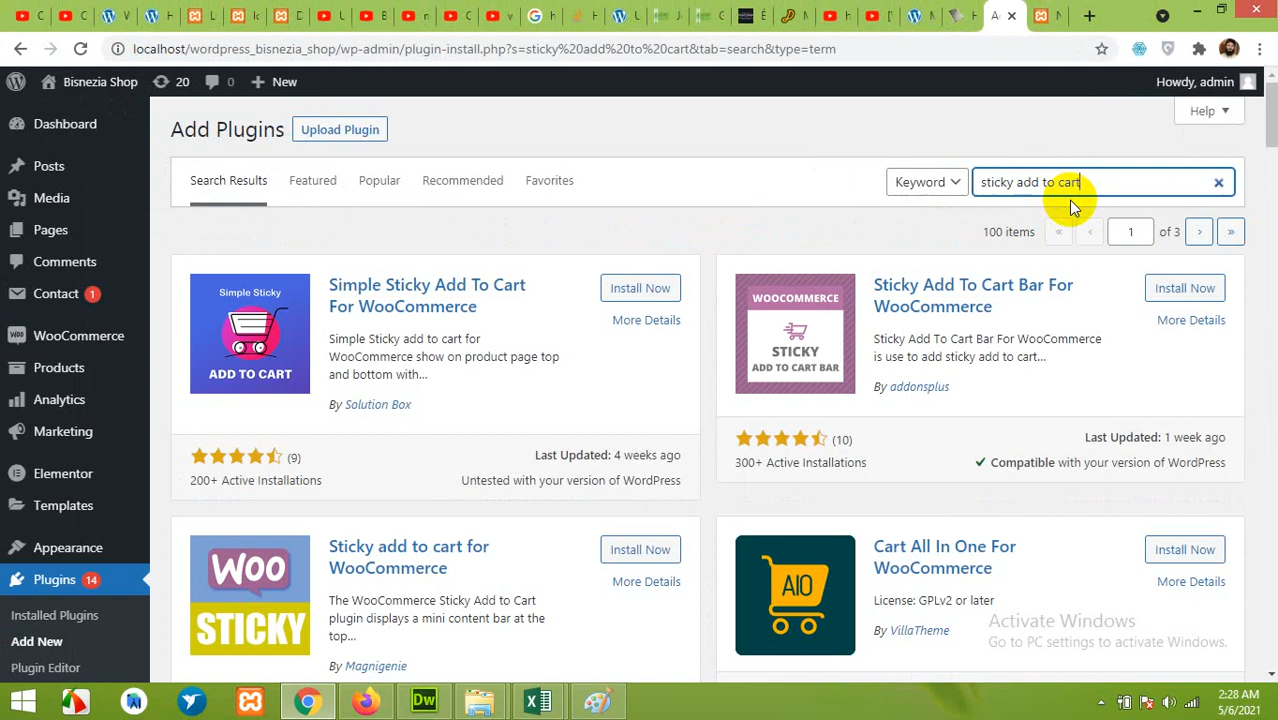 localhost/wordpress_bisnezia_shop/wp-admin/plugin-install.php?s=sticky%20add%20to%20cart&tab=search&type=term
Bisnezia Shop
20
0
New
Howdy, admin
Dashboard
Posts
Media
Pages
Comments
Contact 1
WooCommerce
Products
Analytics
Marketing
Elementor
Templates
Appearance
Plugins 14
Installed Plugins
Add New
Plugin Editor
Help
Add Plugins
Upload Plugin
Search Results
Featured
Popular
Recommended
Favorites
Keyword
sticky add to cart
100 items « ‹ 1 of 3 › »
Simple Sticky
ADD TO CART
Simple Sticky Add To Cart
For WooCommerce
Install Now
More Details
Simple Sticky add to cart for
WooCommerce show on product page top
and bottom with...
By Solution Box
(9)
200+ Active Installations
Last Updated: 4 weeks ago
Untested with your version of WordPress
WOOCOMMERCE
STICKY
ADD TO CART BAR
Sticky Add To Cart Bar For
WooCommerce
Install Now
More Details
Sticky Add To Cart Bar For WooCommerce
is use to add sticky add to cart...
By addonsplus
(10)
300+ Active Installations
Last Updated: 1 week ago
Compatible with your version of WordPress
WOO
STICKY
Sticky add to cart for
WooCommerce
Install Now
More Details
The WooCommerce Sticky Add to Cart
plugin displays a mini content bar at the
top...
By Magnigenie
AIO
Cart All In One For
WooCommerce
Install Now
More Details
License: GPLv2 or later
By VillaTheme
Activate Windows
Go to PC settings to activate Windows.
Dw
2:28 AM
5/6/2021